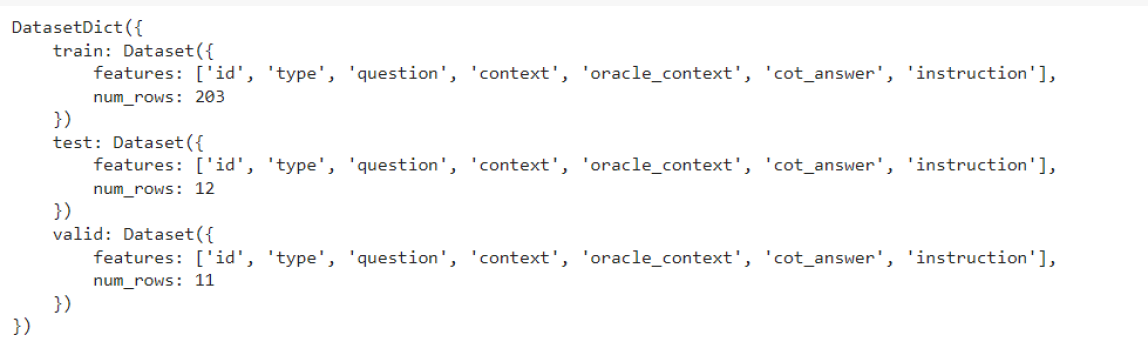 DatasetDict({
    train: Dataset({
        features: ['id', 'type', 'question', 'context', 'oracle_context', 'cot_answer', 'instruction'],
        num_rows: 203
    })
    test: Dataset({
        features: ['id', 'type', 'question', 'context', 'oracle_context', 'cot_answer', 'instruction'],
        num_rows: 12
    })
    valid: Dataset({
        features: ['id', 'type', 'question', 'context', 'oracle_context', 'cot_answer', 'instruction'],
        num_rows: 11
    })
})